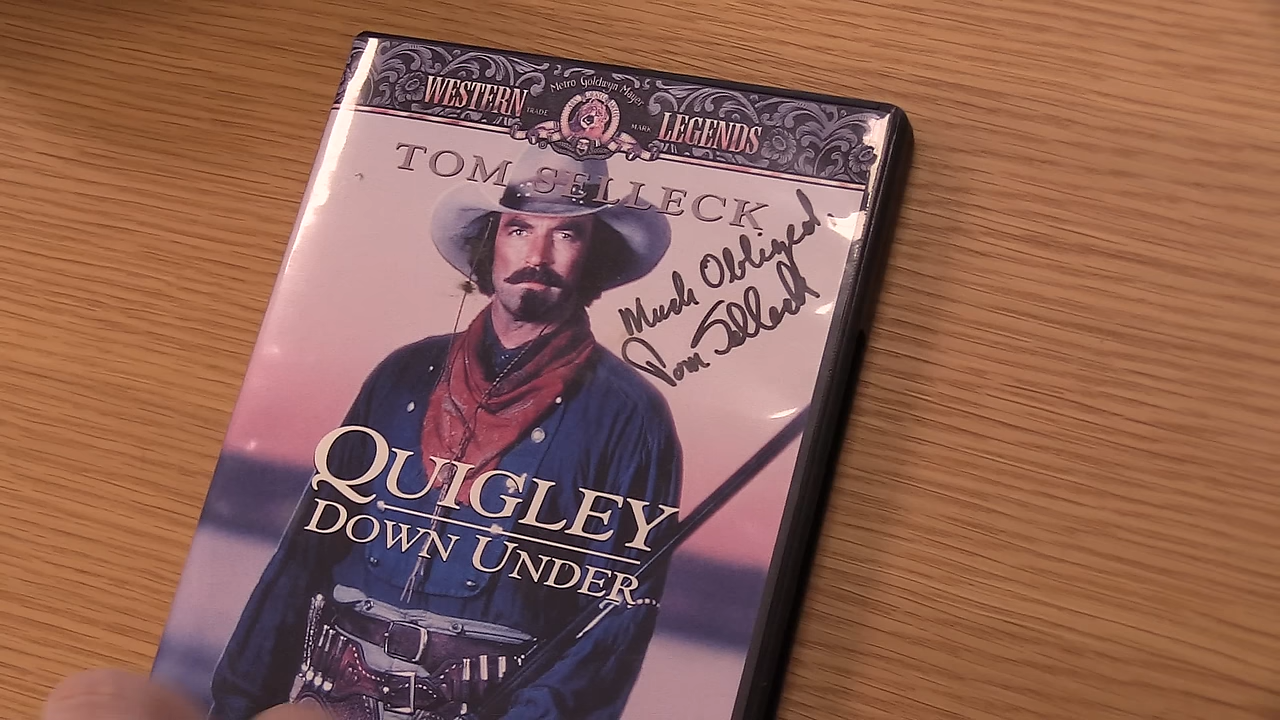 WESTERN LEGENDS
Metro Goldwyn Mayer
TRADE MARK
TOM SELLECK
Much Obliged
Tom Selleck
QUIGLEY
DOWN UNDER